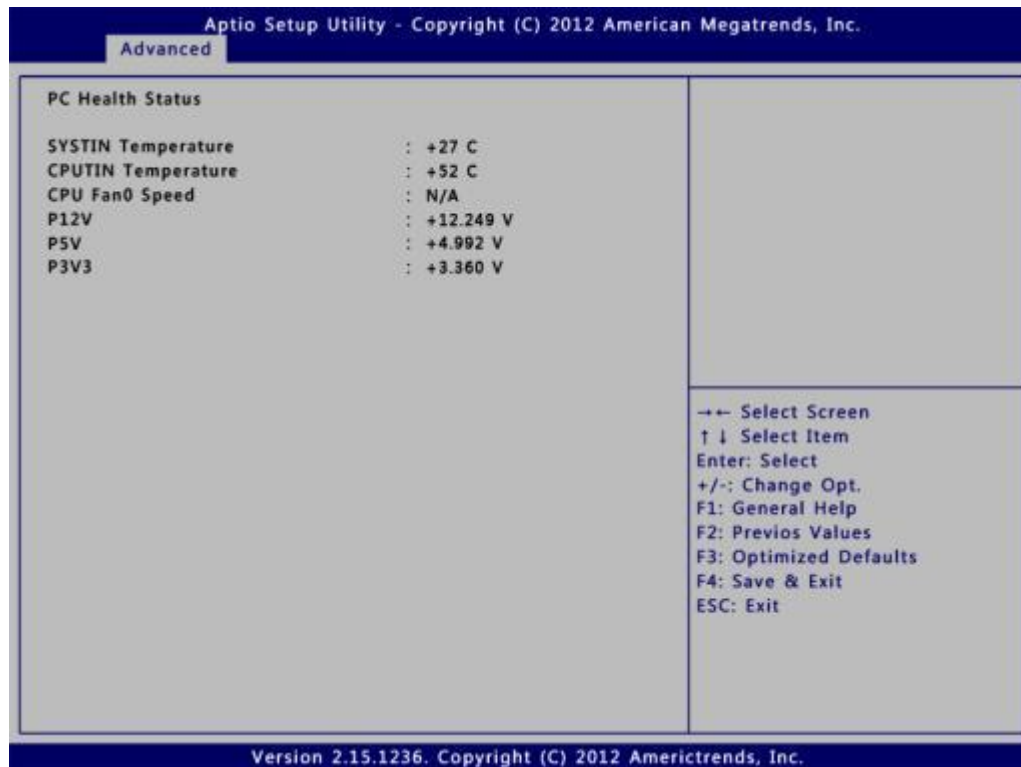 Aptio Setup Utility - Copyright (C) 2012 American Megatrends, Inc.
Advanced
PC Health Status
SYSTIN Temperature : +27 C
CPUTIN Temperature : +52 C
CPU Fan0 Speed : N/A
P12V : +12.249 V
P5V : +4.992 V
P3V3 : +3.360 V
→← Select Screen
↑↓ Select Item
Enter: Select
+/-: Change Opt.
F1: General Help
F2: Previos Values
F3: Optimized Defaults
F4: Save & Exit
ESC: Exit
Version 2.15.1236. Copyright (C) 2012 Americtrends, Inc.